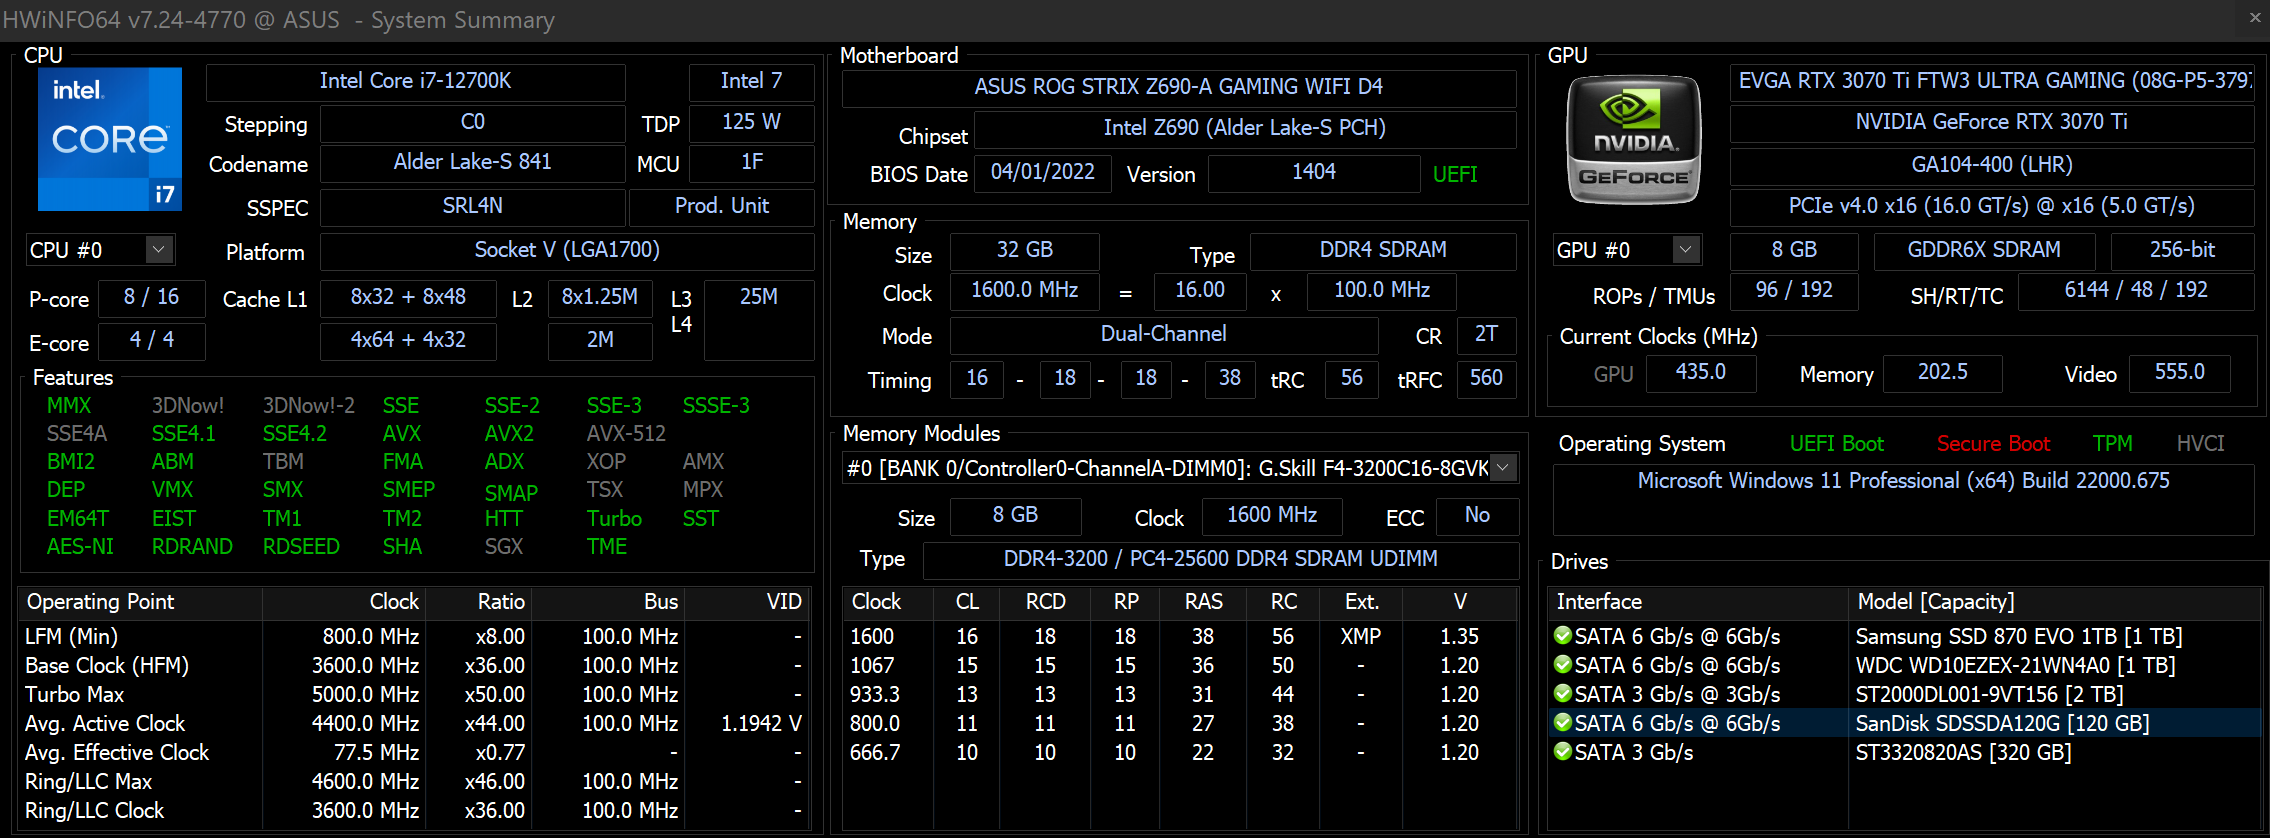 HWiNFO64 v7.24-4770 @ ASUS - System Summary
CPU
intel.
CORE
i7
Intel Core i7-12700K
Intel 7
Stepping
C0
TDP
125 W
Codename
Alder Lake-S 841
MCU
1F
SSPEC
SRL4N
Prod. Unit
CPU #0
Platform
Socket V (LGA1700)
P-core
8 / 16
Cache L1
8x32 + 8x48
L2
8x1.25M
L3
25M
L4
E-core
4 / 4
4x64 + 4x32
2M
Features
MMX 3DNow! 3DNow!-2 SSE SSE-2 SSE-3 SSSE-3
SSE4A SSE4.1 SSE4.2 AVX AVX2 AVX-512
BMI2 ABM TBM FMA ADX XOP AMX
DEP VMX SMX SMEP SMAP TSX MPX
EM64T EIST TM1 TM2 HTT Turbo SST
AES-NI RDRAND RDSEED SHA SGX TME
Operating Point Clock Ratio Bus VID
LFM (Min) 800.0 MHz x8.00 100.0 MHz -
Base Clock (HFM) 3600.0 MHz x36.00 100.0 MHz -
Turbo Max 5000.0 MHz x50.00 100.0 MHz -
Avg. Active Clock 4400.0 MHz x44.00 100.0 MHz 1.1942 V
Avg. Effective Clock 77.5 MHz x0.77 - -
Ring/LLC Max 4600.0 MHz x46.00 100.0 MHz -
Ring/LLC Clock 3600.0 MHz x36.00 100.0 MHz -
Motherboard
ASUS ROG STRIX Z690-A GAMING WIFI D4
Chipset
Intel Z690 (Alder Lake-S PCH)
BIOS Date
04/01/2022
Version
1404
UEFI
Memory
Size
32 GB
Type
DDR4 SDRAM
Clock
1600.0 MHz
=
16.00
x
100.0 MHz
Mode
Dual-Channel
CR
2T
Timing
16 - 18 - 18 - 38
tRC
56
tRFC
560
Memory Modules
#0 [BANK 0/Controller0-ChannelA-DIMM0]: G.Skill F4-3200C16-8GVK
Size
8 GB
Clock
1600 MHz
ECC
No
Type
DDR4-3200 / PC4-25600 DDR4 SDRAM UDIMM
Clock CL RCD RP RAS RC Ext. V
1600 16 18 18 38 56 XMP 1.35
1067 15 15 15 36 50 - 1.20
933.3 13 13 13 31 44 - 1.20
800.0 11 11 11 27 38 - 1.20
666.7 10 10 10 22 32 - 1.20
GPU
NVIDIA.
GEFORCE
EVGA RTX 3070 Ti FTW3 ULTRA GAMING (08G-P5-379
NVIDIA GeForce RTX 3070 Ti
GA104-400 (LHR)
PCIe v4.0 x16 (16.0 GT/s) @ x16 (5.0 GT/s)
GPU #0
8 GB
GDDR6X SDRAM
256-bit
ROPs / TMUs
96 / 192
SH/RT/TC
6144 / 48 / 192
Current Clocks (MHz)
GPU
435.0
Memory
202.5
Video
555.0
Operating System
UEFI Boot
Secure Boot
TPM
HVCI
Microsoft Windows 11 Professional (x64) Build 22000.675
Drives
Interface Model [Capacity]
SATA 6 Gb/s @ 6Gb/s Samsung SSD 870 EVO 1TB [1 TB]
SATA 6 Gb/s @ 6Gb/s WDC WD10EZEX-21WN4A0 [1 TB]
SATA 3 Gb/s @ 3Gb/s ST2000DL001-9VT156 [2 TB]
SATA 6 Gb/s @ 6Gb/s SanDisk SDSSDA120G [120 GB]
SATA 3 Gb/s ST3320820AS [320 GB]